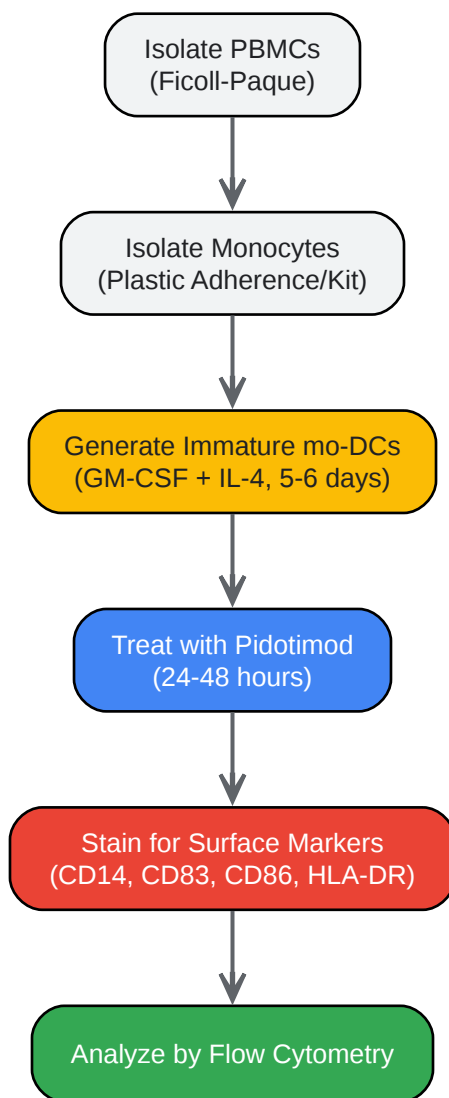 Isolate PBMCs
(Ficoll-Paque)
Isolate Monocytes
(Plastic Adherence/Kit)
Generate Immature mo-DCs
(GM-CSF + IL-4, 5-6 days)
Treat with Pidotimod
(24-48 hours)
Stain for Surface Markers
(CD14, CD83, CD86, HLA-DR)
Analyze by Flow Cytometry